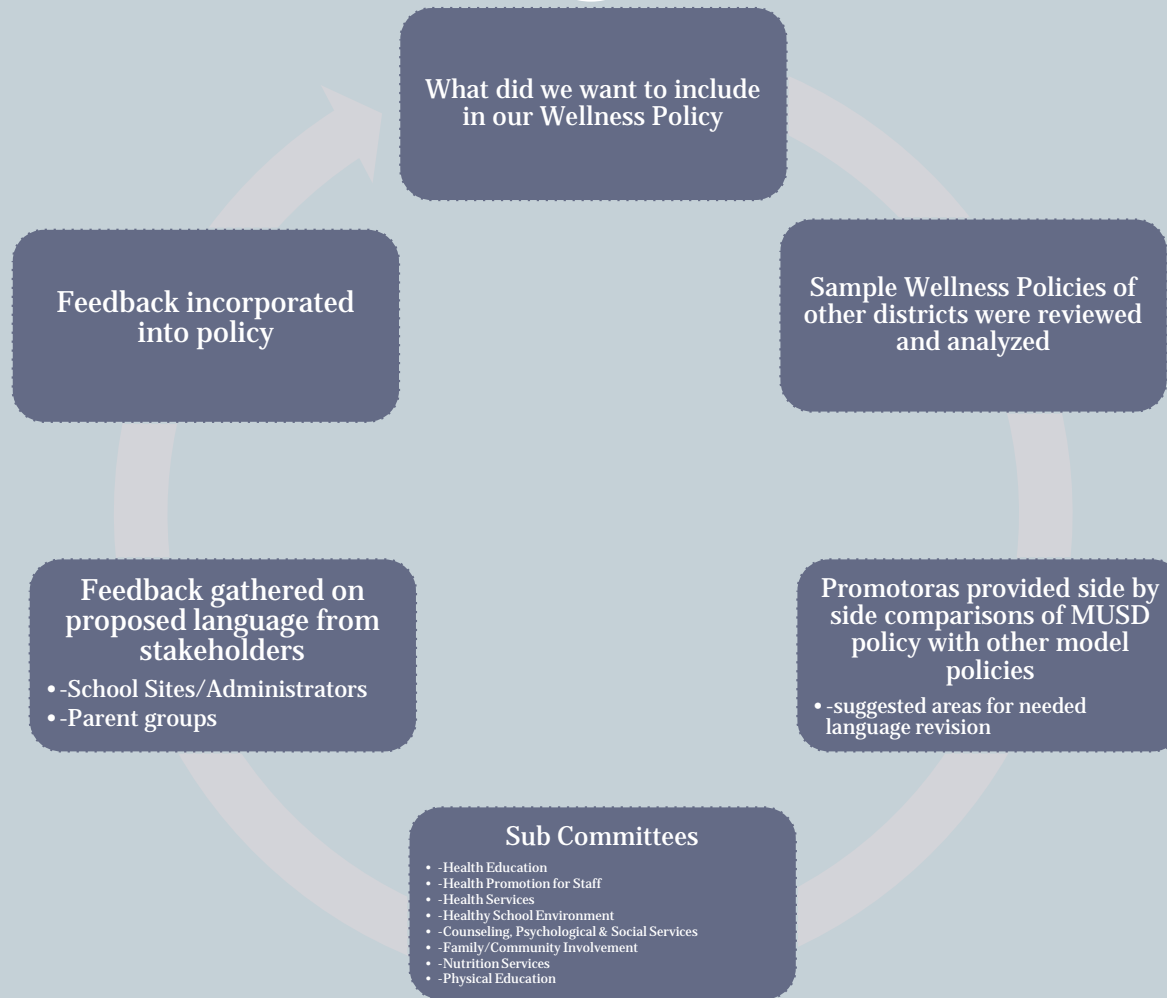 What did we want to include
in our Wellness Policy
Sample Wellness Policies of
other districts were reviewed
and analyzed
Promotoras provided side by
side comparisons of MUSD
policy with other model
policies
• -suggested areas for needed
language revision
Sub Committees
• -Health Education
• -Health Promotion for Staff
• -Health Services
• -Healthy School Environment
• -Counseling, Psychological & Social Services
• -Family/Community Involvement
• -Nutrition Services
• -Physical Education
Feedback gathered on
proposed language from
stakeholders
• -School Sites/Administrators
• -Parent groups
Feedback incorporated
into policy